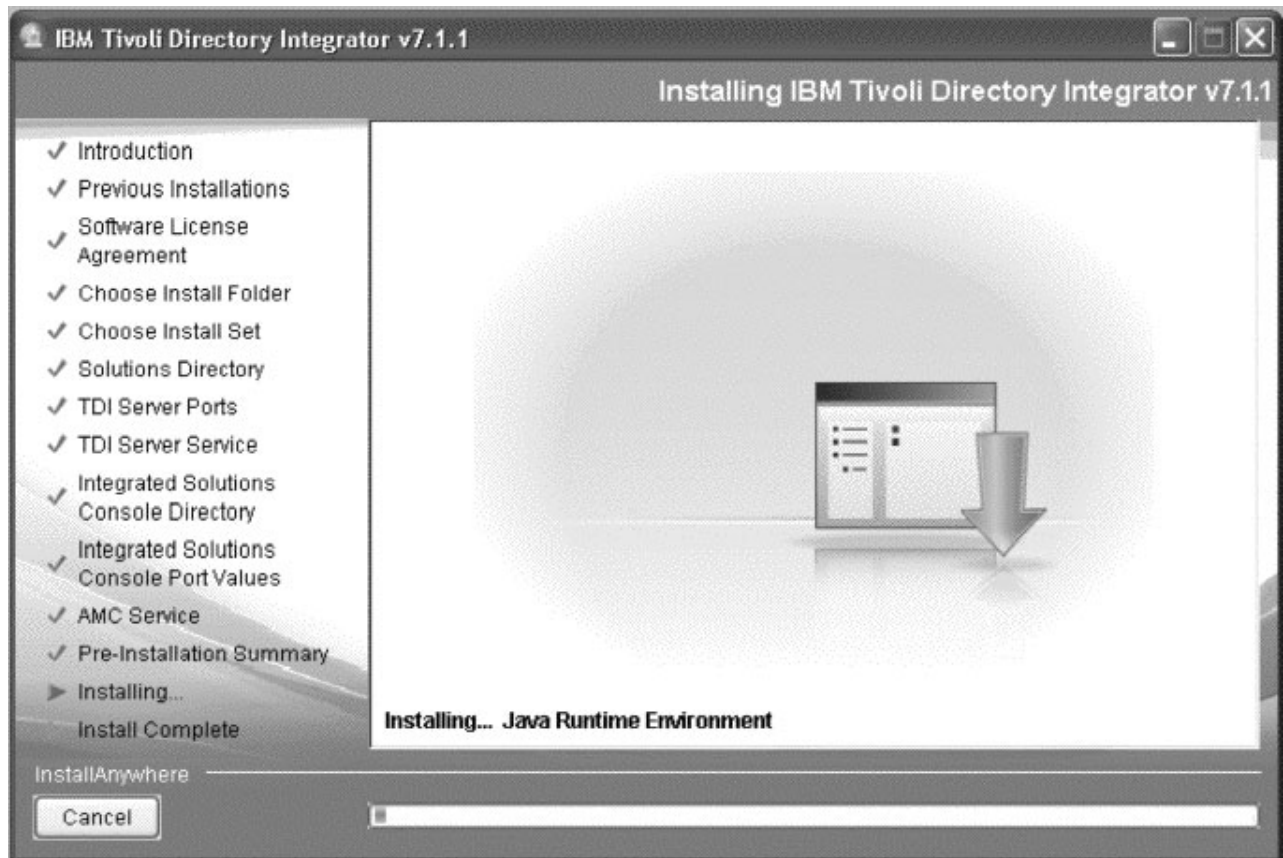 IBM Tivoli Directory Integrator v7.1.1
Installing IBM Tivoli Directory Integrator v7.1.1
Introduction
Previous Installations
Software License
Agreement
Choose Install Folder
Choose Install Set
Solutions Directory
TDI Server Ports
TDI Server Service
Integrated Solutions
Console Directory
Integrated Solutions
Console Port Values
AMC Service
Pre-Installation Summary
Installing...
Install Complete
Installing... Java Runtime Environment
InstallAnywhere
Cancel